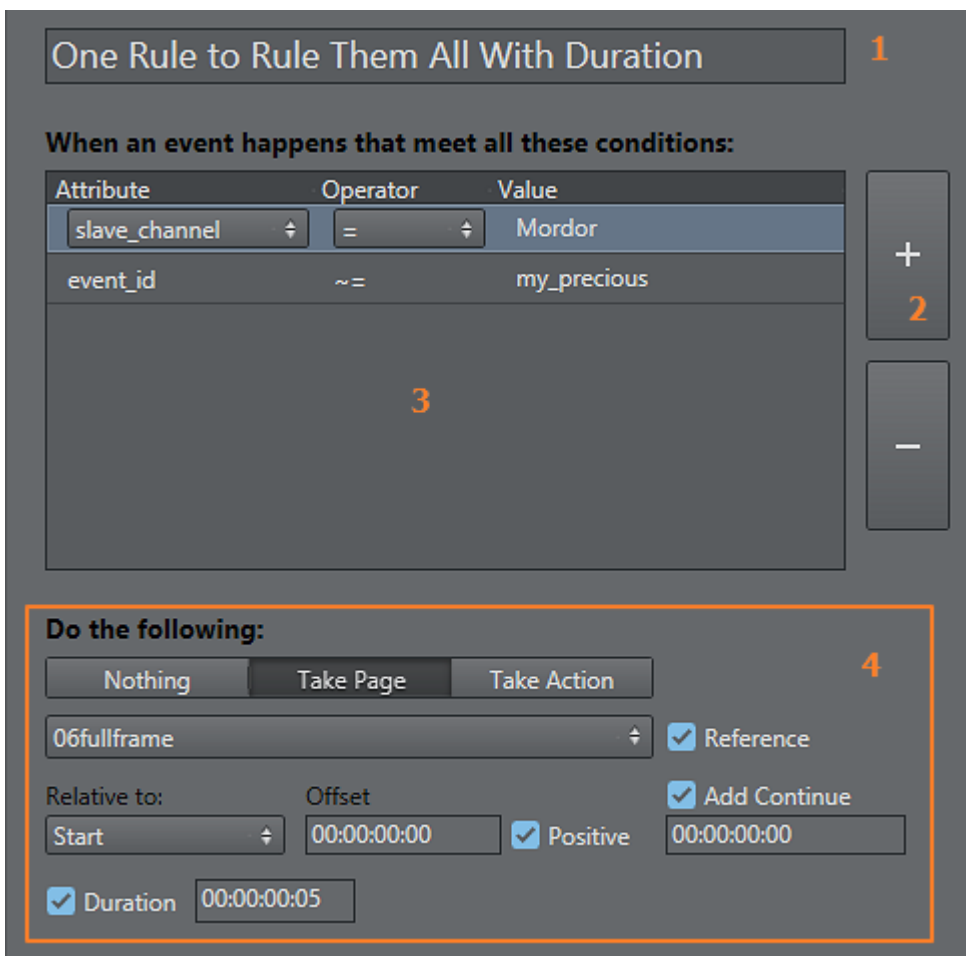 One Rule to Rule Them All With Duration 1
When an event happens that meet all these conditions:
Attribute Operator Value
slave_channel = Mordor
event_id ~= my_precious
+
2
3
−
Do the following:
4
Nothing Take Page Take Action
06fullframe Reference
Relative to: Offset Add Continue
Start 00:00:00:00 Positive 00:00:00:00
Duration 00:00:00:05